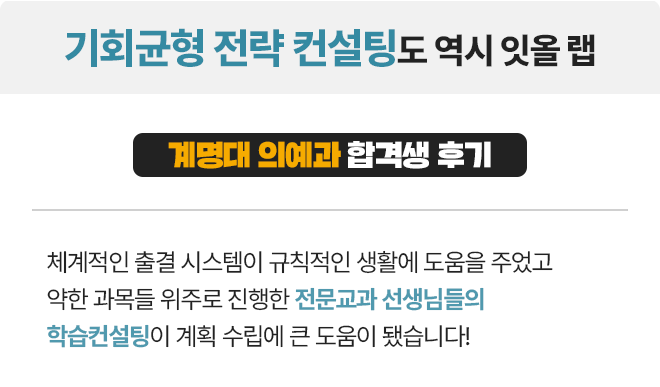 기회균형 전략 컨설팅도 역시 잇올 랩
계명대 의예과 합격생 후기
체계적인 출결 시스템이 규칙적인 생활에 도움을 주었고
약한 과목들 위주로 진행한 전문교과 선생님들의
학습컨설팅이 계획 수립에 큰 도움이 됐습니다!